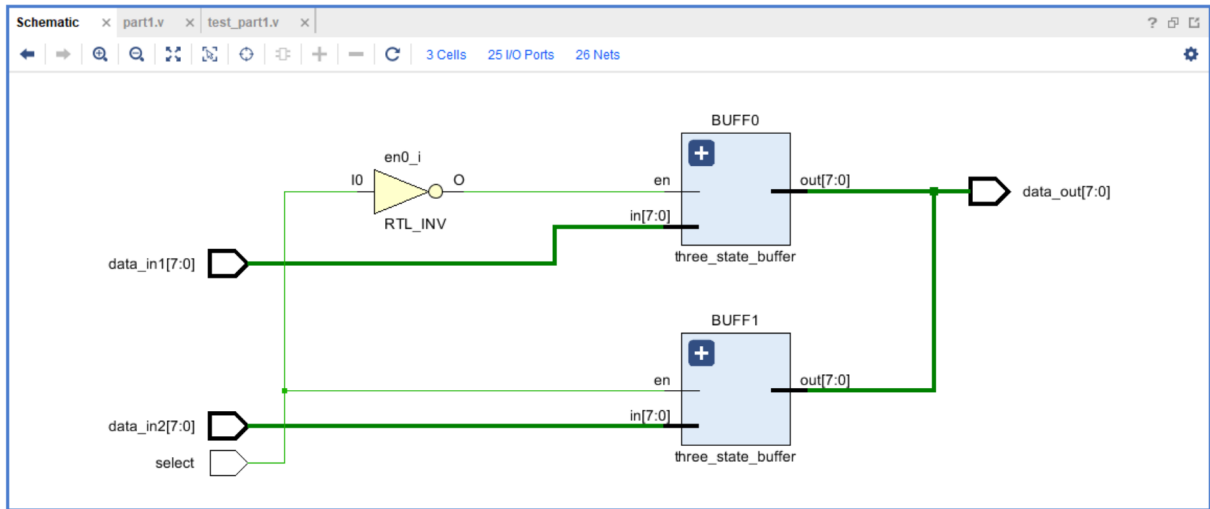 Schematic × part1.v × test_part1.v ×
?
3 Cells 25 I/O Ports 26 Nets
BUFF0
en0_i
I0 O en out[7:0]
data_out[7:0]
in[7:0]
RTL_INV
three_state_buffer
data_in1[7:0]
BUFF1
en out[7:0]
in[7:0]
data_in2[7:0]
three_state_buffer
select